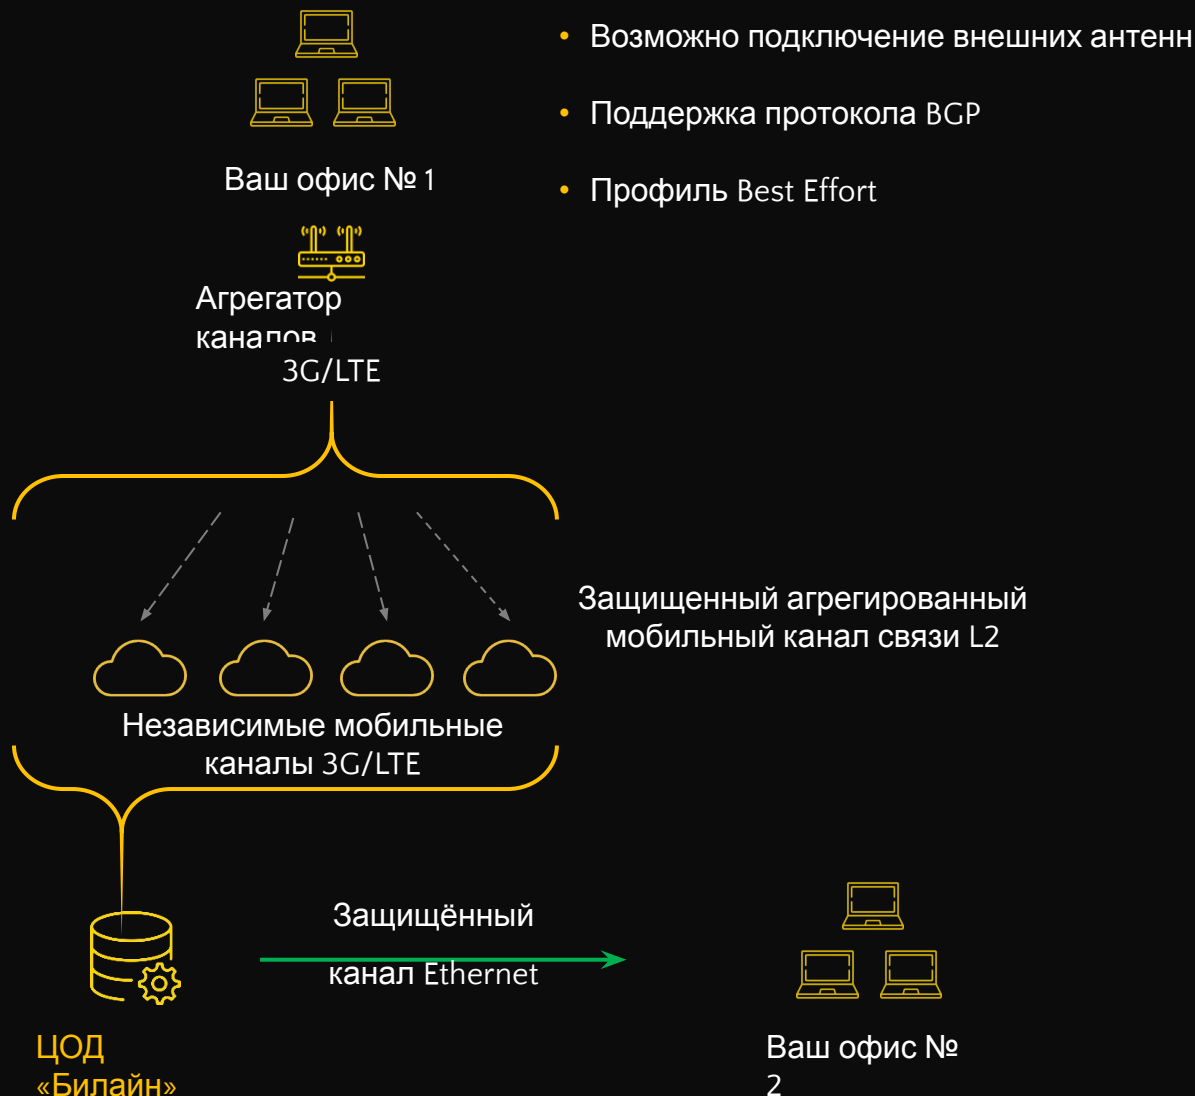 Возможно подключение внешних антенн
Поддержка протокола BGP
Профиль Best Effort
Ваш офис № 1
Агрегатор
каналов
3G/LTE
Защищенный агрегированный
мобильный канал связи L2
Независимые мобильные
каналы 3G/LTE
Защищённый
канал Ethernet
ЦОД
«Билайн»
Ваш офис №
2